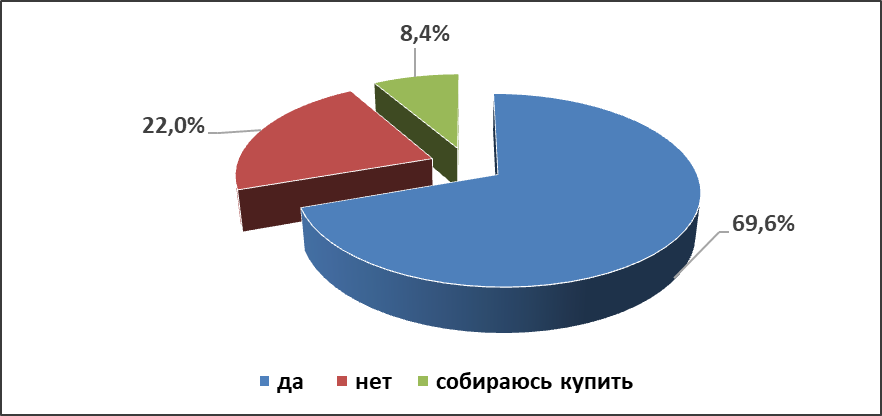 8,4%
22,0%
69,6%
да нет собираюсь купить